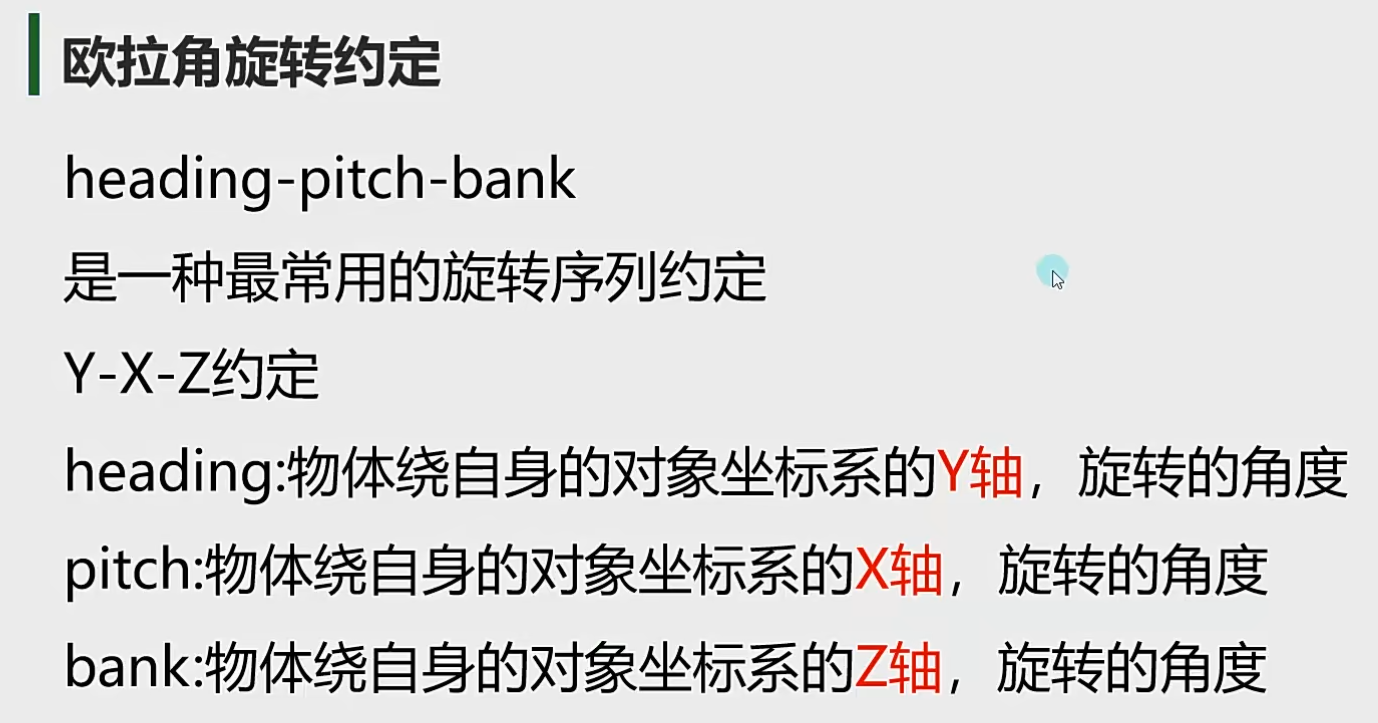 欧拉角旋转约定
heading-pitch-bank
是一种最常用的旋转序列约定
Y-X-Z约定
heading:物体绕自身的对象坐标系的Y轴，旋转的角度
pitch:物体绕自身的对象坐标系的X轴，旋转的角度
bank:物体绕自身的对象坐标系的Z轴，旋转的角度